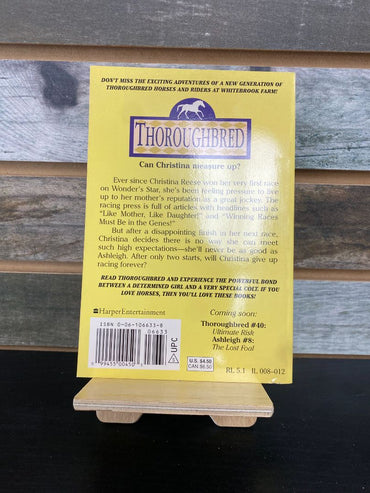 DON'T MISS THE EXCITING ADVENTURES OF A NEW GENERATION OF
THOROUGHBRED HORSES AND RIDERS AT WHITEBROOK FARM!
THOROUGHBRED
Can Christina measure up?
Ever since Christina Reese won her very first race
on Wonder's Star, she's been feeling pressure to live
up to her mother's reputation as a great jockey. The
racing press is full of articles with headlines such as
"Like Mother, Like Daughter!" and "Winning Races
Must Be in the Genes!"
But after a disappointing finish in her next race,
Christina decides there is no way she can meet
such high expectations—she'll never be as good as
Ashleigh. After only two starts, will Christina give up
racing forever?
READ THOROUGHBRED AND EXPERIENCE THE POWERFUL BOND
BETWEEN A DETERMINED GIRL AND A VERY SPECIAL COLT. IF YOU
LOVE HORSES, THEN YOU'LL LOVE THESE BOOKS!
HarperEntertainment
ISBN 0-06-106633-8
06633
UPC
Coming soon:
Thoroughbred #40:
Ultimate Risk
Ashleigh #8:
The Lost Foal
U.S. $4.50
CAN. $6.50
RL 5.1 IL 008–012